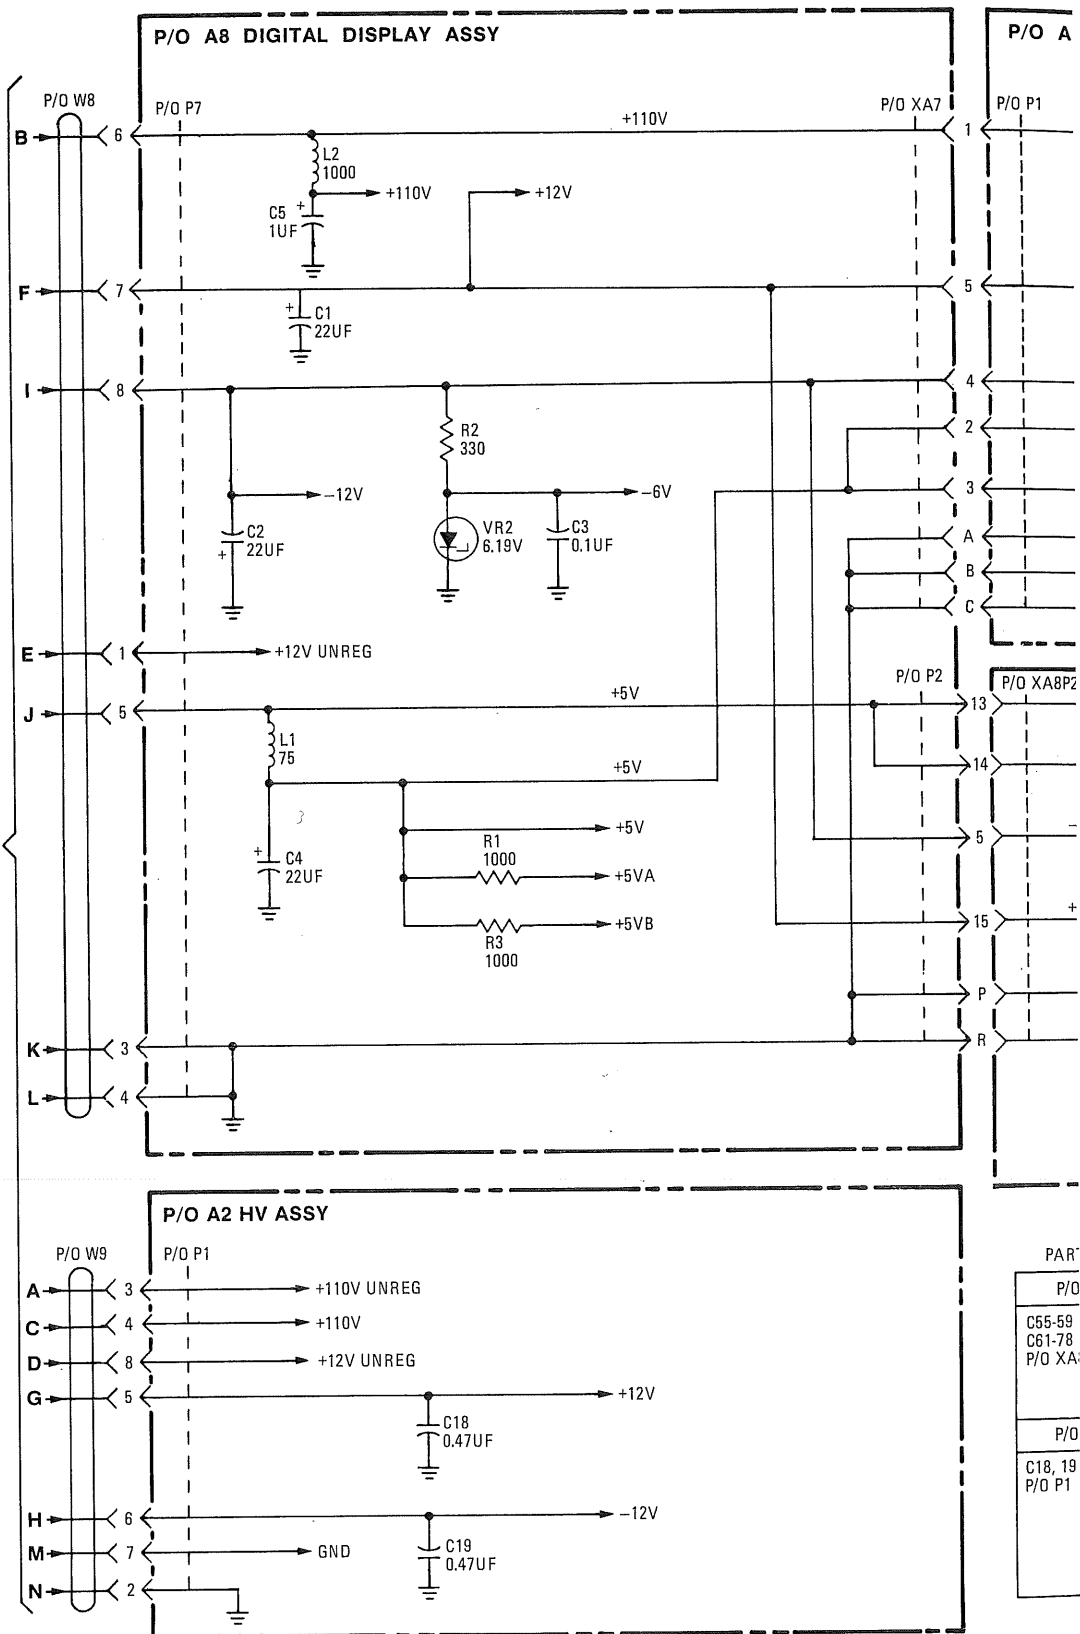 P/O A8 DIGITAL DISPLAY ASSY
P/O A
P/O W8
P/O P7
P/O XA7
P/O P1
B
6
+110V
1
L2
1000
+110V
+12V
C5
+
1UF
F
7
5
+
C1
22UF
I
8
4
R2
330
2
-12V
-6V
3
C2
22UF
+
VR2
6.19V
C3
0.1UF
A
B
C
E
1
+12V UNREG
P/O P2
P/O XA8P2
J
5
+5V
13
L1
75
+5V
14
+5V
R1
1000
5
–
+
C4
22UF
+5VA
+5VB
R3
1000
15
+
P
K
3
R
L
4
P/O A2 HV ASSY
P/O W9
P/O P1
A
3
+110V UNREG
C
4
+110V
D
8
+12V UNREG
G
5
+12V
C18
0.47UF
H
6
-12V
M
7
GND
C19
0.47UF
N
2
PART
P/O
C55-59
C61-78
P/O XA8
P/O
C18, 19
P/O P1